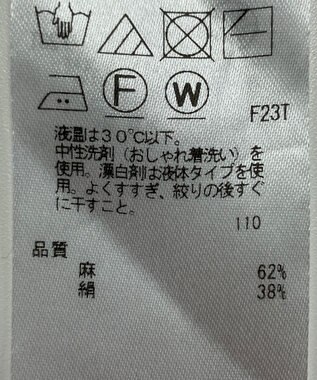 F W
F23T
液温は30℃以下。
中性洗剤（おしゃれ着洗い）を
使用。漂白剤は液体タイプを使
用。よくすすぎ、絞りの後すぐ
に干すこと。
110
品質
麻 62%
絹 38%